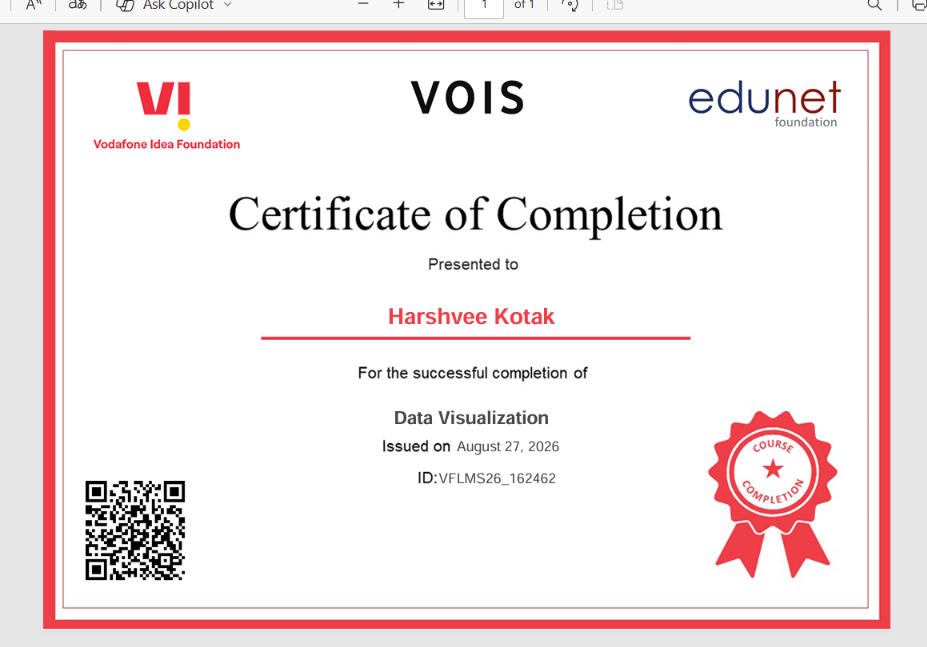 Ask Copilot
1 of 1
VI
Vodafone Idea Foundation
VOIS
edunet
foundation
Certificate of Completion
Presented to
Harshvee Kotak
For the successful completion of
Data Visualization
Issued on August 27, 2026
ID:VFLMS26_162462
COURSE
COMPLETION